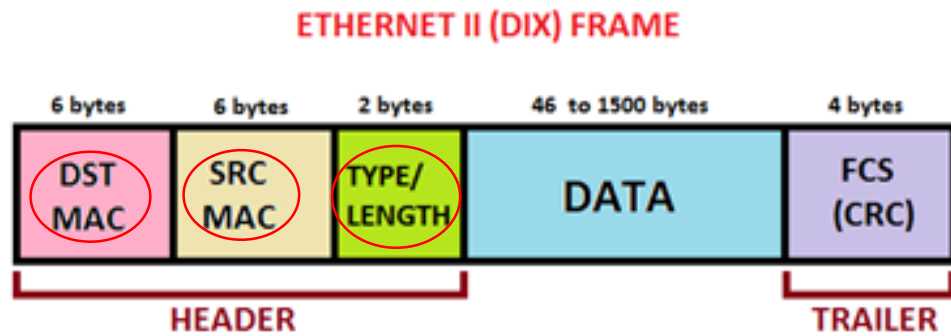 ETHERNET II (DIX) FRAME
6 bytes 6 bytes 2 bytes 46 to 1500 bytes 4 bytes
DST MAC
SRC MAC
TYPE/ LENGTH
DATA
FCS (CRC)
HEADER TRAILER